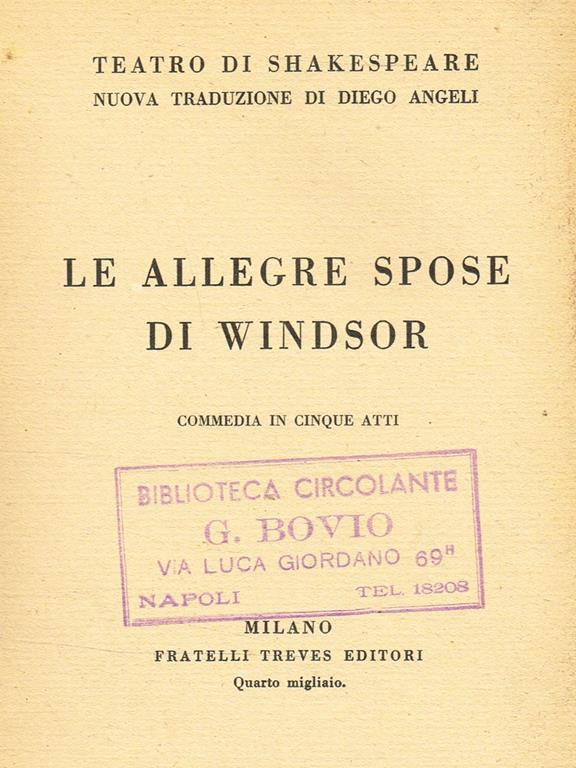 TEATRO DI SHAKESPEARE
NUOVA TRADUZIONE DI DIEGO ANGELI
LE ALLEGRE SPOSE
DI WINDSOR
COMMEDIA IN CINQUE ATTI
BIBLIOTECA CIRCOLANTE
G. BOVIO
VIA LUCA GIORDANO 69H
NAPOLI TEL. 18208
MILANO
FRATELLI TREVES EDITORI
Quarto migliaio.